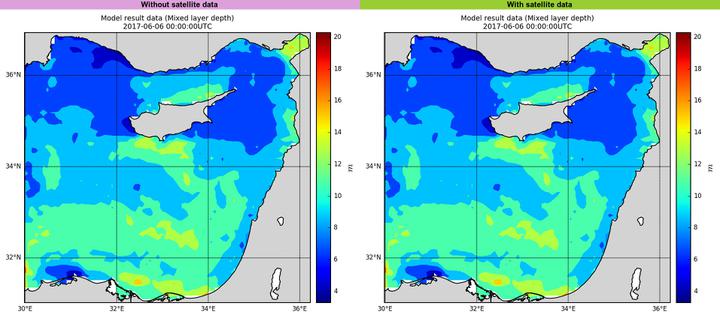 Without satellite data
With satellite data
Model result data (Mixed layer depth)
2017-06-06 00:00:00UTC
36°N
34°N
32°N
30°E
32°E
34°E
36°E
20
18
16
14
12
10
8
6
4
m
Model result data (Mixed layer depth)
2017-06-06 00:00:00UTC
36°N
34°N
32°N
30°E
32°E
34°E
36°E
20
18
16
14
12
10
8
6
4
m